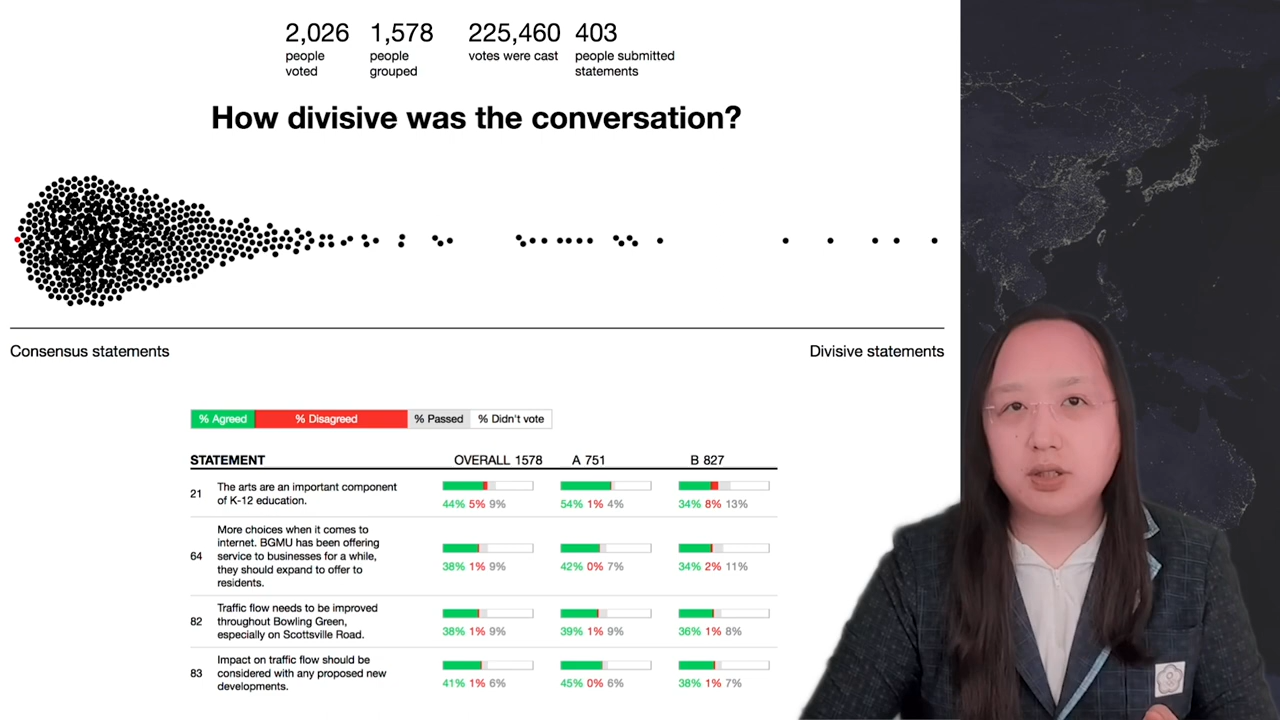 2,026
people
voted
1,578
people
grouped
225,460
votes were cast
403
people submitted
statements
How divisive was the conversation?
Consensus statements
Divisive statements
% Agreed
% Disagreed
% Passed
% Didn't vote
STATEMENT
OVERALL 1578
A 751
B 827
21
The arts are an important component
of K-12 education.
44% 5% 9%
54% 1% 4%
34% 8% 13%
64
More choices when it comes to
internet. BGMU has been offering
service to businesses for a while,
they should expand to offer to
residents.
38% 1% 9%
42% 0% 7%
34% 2% 11%
82
Traffic flow needs to be improved
throughout Bowling Green,
especially on Scottsville Road.
38% 1% 9%
39% 1% 9%
36% 1% 8%
83
Impact on traffic flow should be
considered with any proposed new
developments.
41% 1% 6%
45% 0% 6%
38% 1% 7%